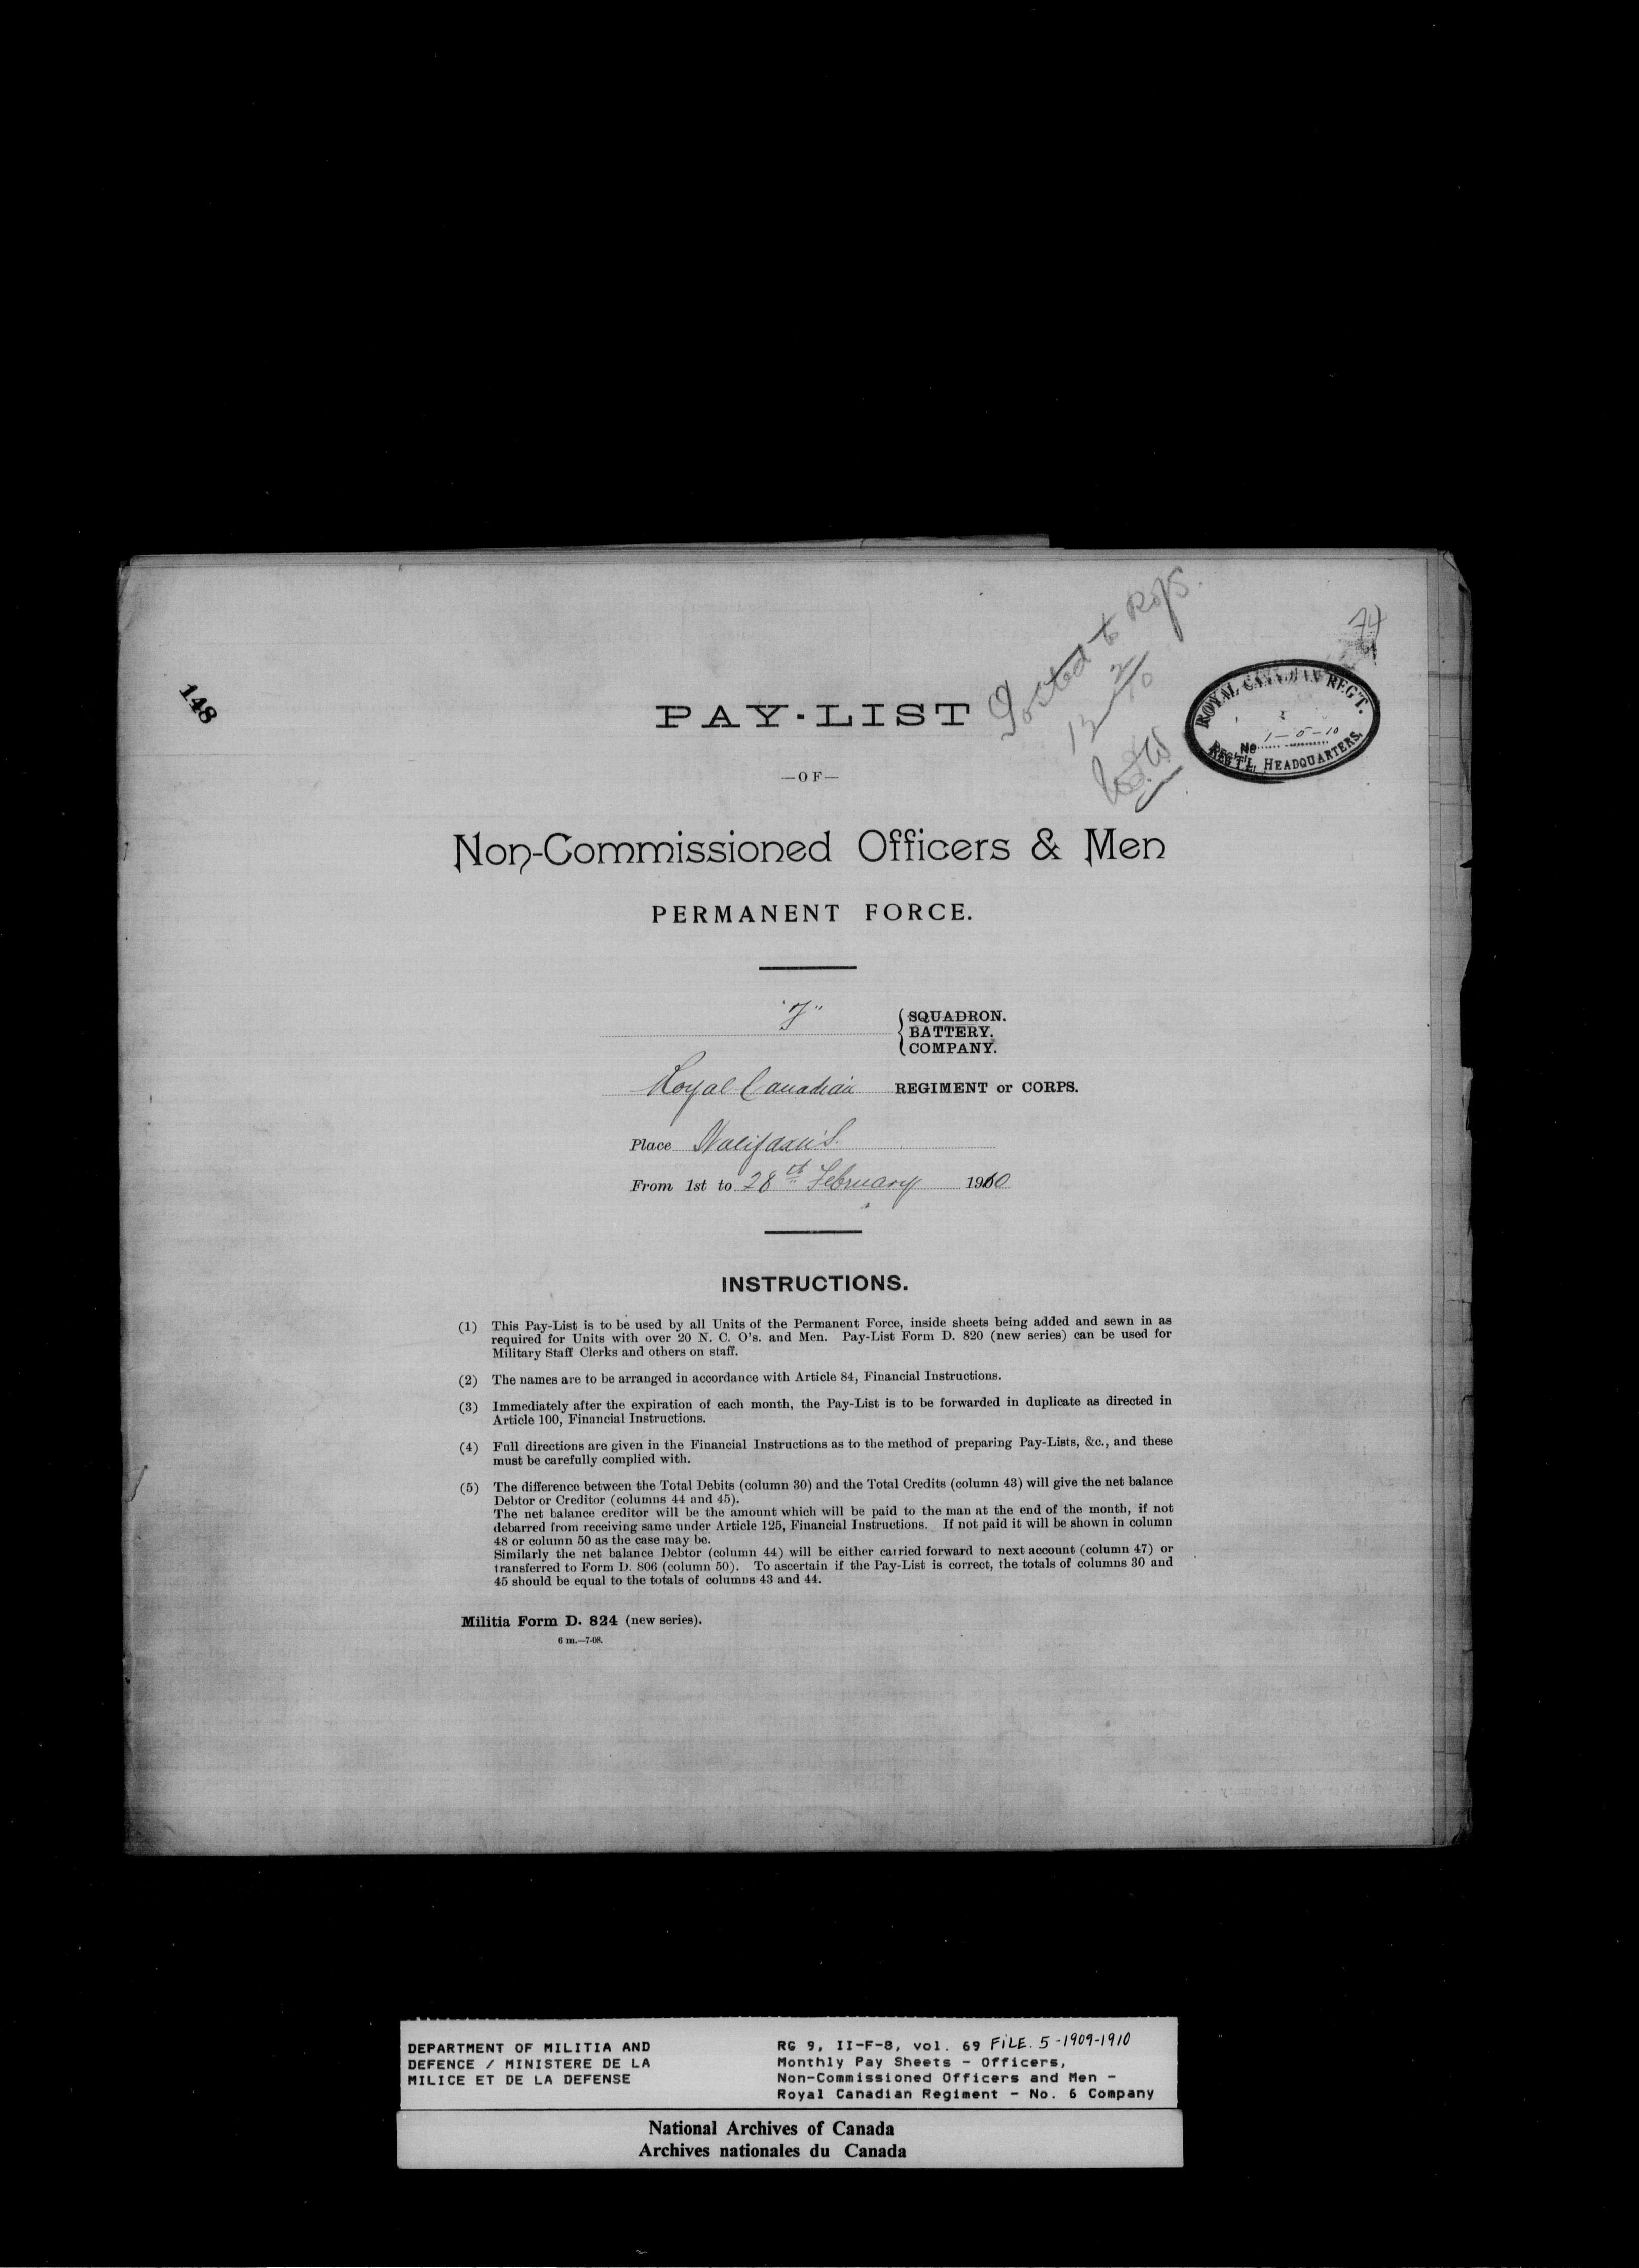 148
Posted to
12
74
ROYAL CANADIAN REG'T.
No 1-5-10
REG'T'L HEADQUARTERS.
PAY-LIST
—OF—
Non-Commissioned Officers & Men
PERMANENT FORCE.
"F"
SQUADRON.
BATTERY.
COMPANY.
Royal Canadian REGIMENT or CORPS.
Place Halifax N.S.
From 1st to 28th February 1910
INSTRUCTIONS.
(1) This Pay-List is to be used by all Units of the Permanent Force, inside sheets being added and sewn in as
required for Units with over 20 N. C. O's. and Men. Pay-List Form D. 820 (new series) can be used for
Military Staff Clerks and others on staff.
(2) The names are to be arranged in accordance with Article 84, Financial Instructions.
(3) Immediately after the expiration of each month, the Pay-List is to be forwarded in duplicate as directed in
Article 100, Financial Instructions.
(4) Full directions are given in the Financial Instructions as to the method of preparing Pay-Lists, &c., and these
must be carefully complied with.
(5) The difference between the Total Debits (column 30) and the Total Credits (column 43) will give the net balance
Debtor or Creditor (columns 44 and 45).
The net balance creditor will be the amount which will be paid to the man at the end of the month, if not
debarred from receiving same under Article 125, Financial Instructions. If not paid it will be shown in column
48 or column 50 as the case may be.
Similarly the net balance Debtor (column 44) will be either carried forward to next account (column 47) or
transferred to Form D. 806 (column 50). To ascertain if the Pay-List is correct, the totals of columns 30 and
45 should be equal to the totals of columns 43 and 44.
Militia Form D. 824 (new series).
6 m.—7-08.
DEPARTMENT OF MILITIA AND
DEFENCE / MINISTERE DE LA
MILICE ET DE LA DEFENSE
RG 9, II-F-8, vol. 69 FILE. 5-1909-1910
Monthly Pay Sheets - Officers,
Non-Commissioned Officers and Men -
Royal Canadian Regiment - No. 6 Company
National Archives of Canada
Archives nationales du Canada